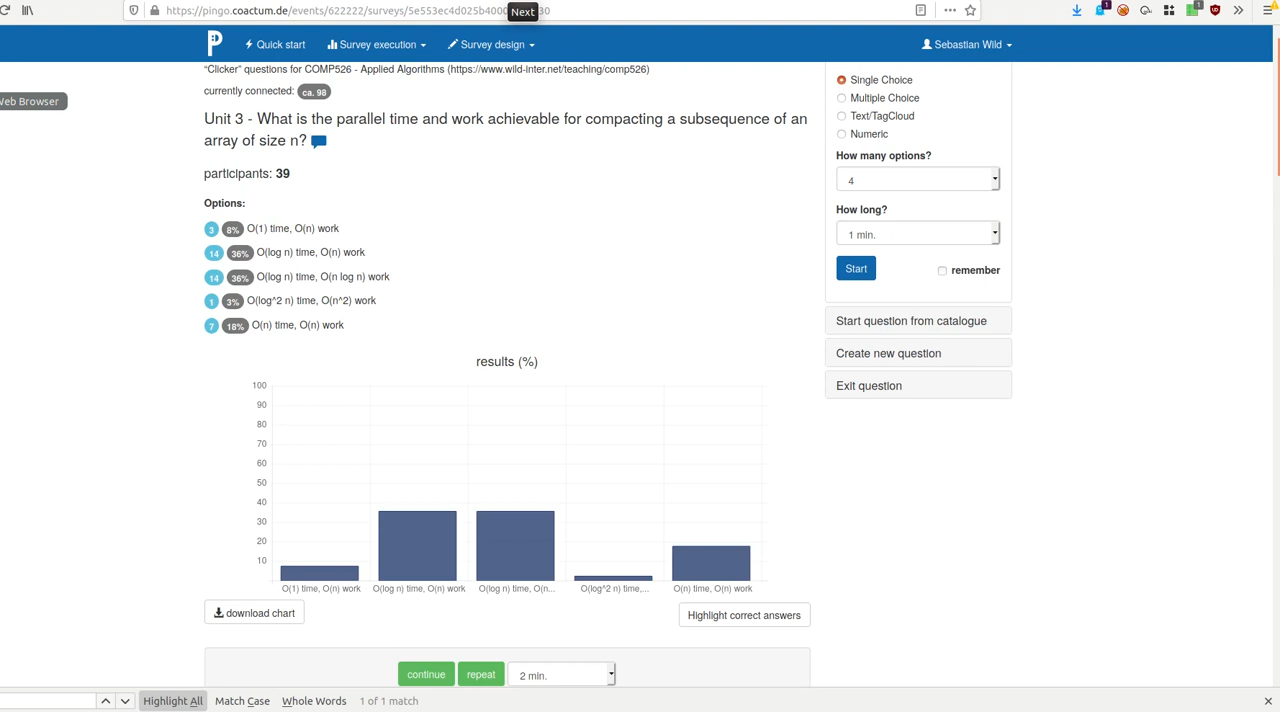 https://pingo.coactum.de/events/622222/surveys/5e553ec4d025b4000
Next
30
1
1
Quick start
Survey execution
Survey design
Sebastian Wild
Web Browser
“Clicker” questions for COMP526 - Applied Algorithms (https://www.wild-inter.net/teaching/comp526)
currently connected: ca. 98
Unit 3 - What is the parallel time and work achievable for compacting a subsequence of an
array of size n?
participants: 39
Options:
3 8% O(1) time, O(n) work
14 36% O(log n) time, O(n) work
14 36% O(log n) time, O(n log n) work
1 3% O(log^2 n) time, O(n^2) work
7 18% O(n) time, O(n) work
results (%)
100
90
80
70
60
50
40
30
20
10
O(1) time, O(n) work
O(log n) time, O(n) work
O(log n) time, O(n...
O(log^2 n) time,...
O(n) time, O(n) work
download chart
Highlight correct answers
continue
repeat
2 min.
Single Choice
Multiple Choice
Text/TagCloud
Numeric
How many options?
4
How long?
1 min.
Start
remember
Start question from catalogue
Create new question
Exit question
Highlight All
Match Case
Whole Words
1 of 1 match